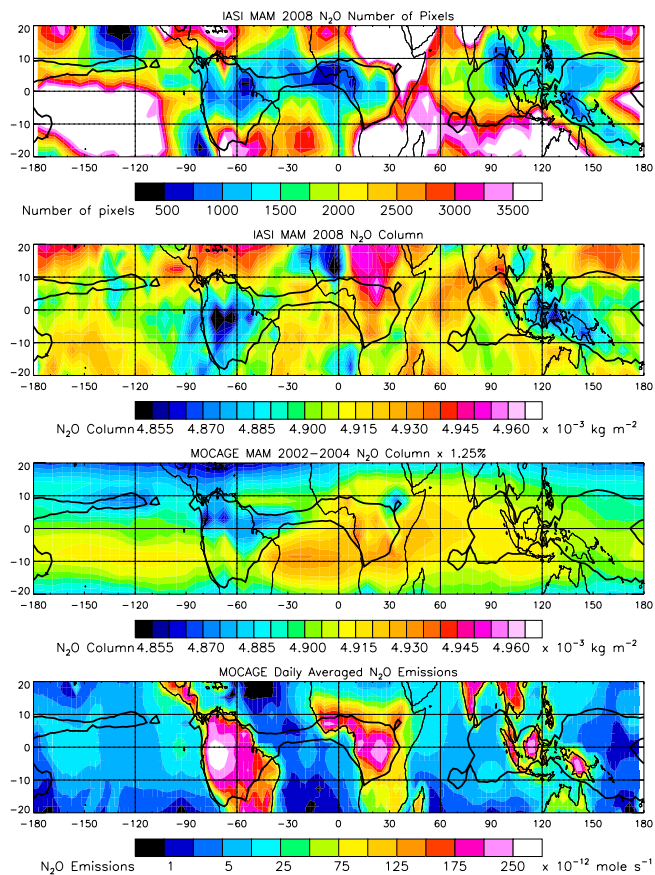 IASI MAM 2008 N₂O Number of Pixels
20
10
0
−10
−20
−180 −150 −120 −90 −60 −30 0 30 60 90 120 150 180
Number of pixels 500 1000 1500 2000 2500 3000 3500
IASI MAM 2008 N₂O Column
20
10
0
−10
−20
−180 −150 −120 −90 −60 −30 0 30 60 90 120 150 180
N₂O Column 4.855 4.870 4.885 4.900 4.915 4.930 4.945 4.960 x 10⁻³ kg m⁻²
MOCAGE MAM 2002−2004 N₂O Column x 1.25%
20
10
0
−10
−20
−180 −150 −120 −90 −60 −30 0 30 60 90 120 150 180
N₂O Column 4.855 4.870 4.885 4.900 4.915 4.930 4.945 4.960 x 10⁻³ kg m⁻²
MOCAGE Daily Averaged N₂O Emissions
20
10
0
−10
−20
−180 −150 −120 −90 −60 −30 0 30 60 90 120 150 180
N₂O Emissions 1 5 25 75 125 175 250 x 10⁻¹² mole s⁻¹